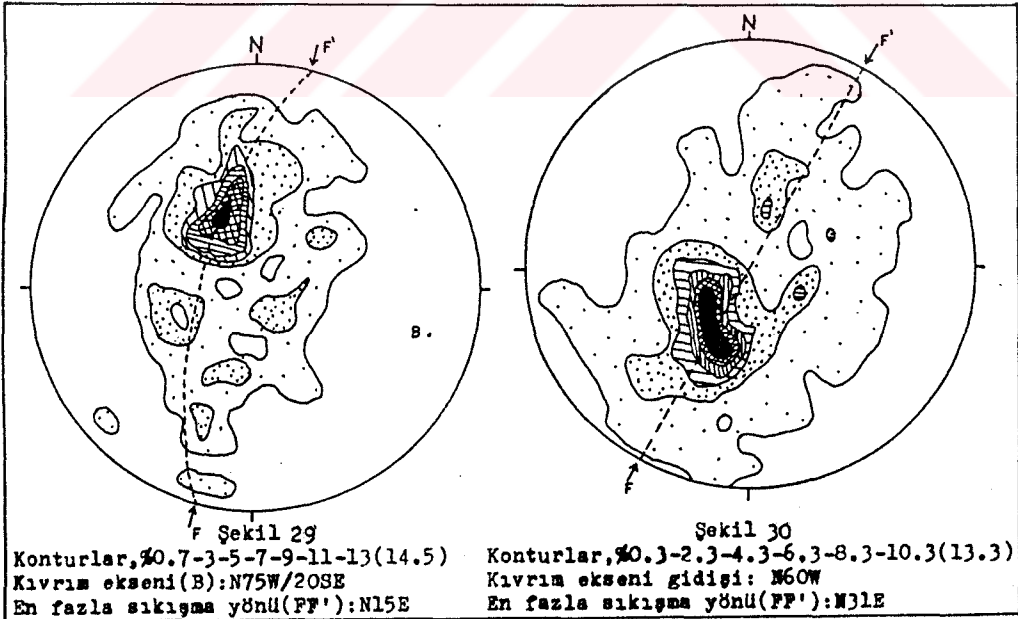 N
F'
B.
F
Şekil 29
Konturlar,%0.7-3-5-7-9-11-13(14.5)
Kıvrım ekseni(B):N75W/20SE
En fazla sıkışma yönü(FF'):N15E
N
F'
F
Şekil 30
Konturlar,%0.3-2.3-4.3-6.3-8.3-10.3(13.3)
Kıvrım ekseni gidişi: N60W
En fazla sıkışma yönü(FF'):N31E